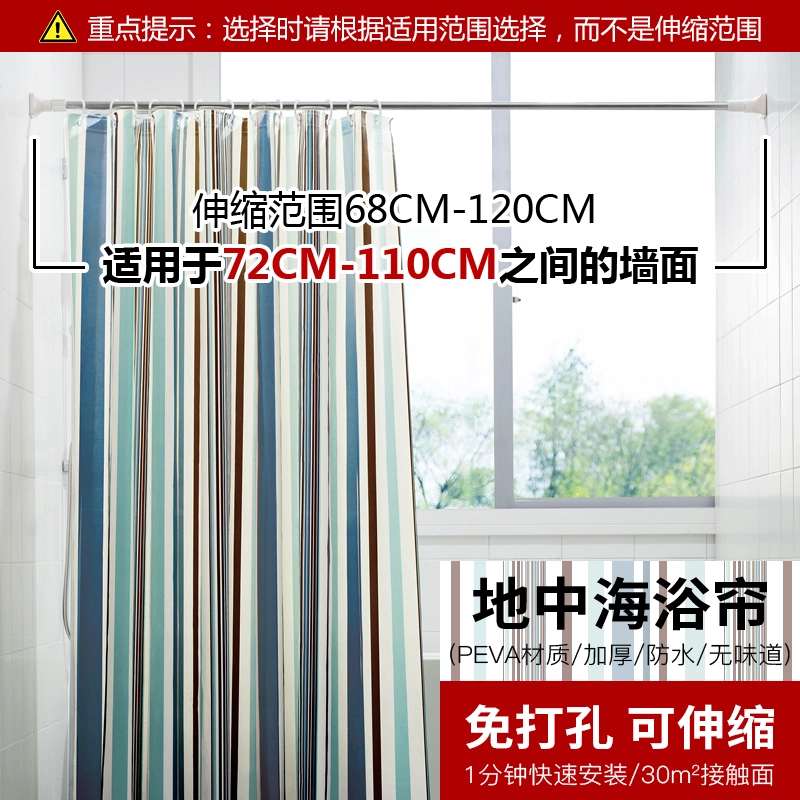 重点提示：选择时请根据适用范围选择，而不是伸缩范围
伸缩范围68CM-120CM
适用于72CM-110CM之间的墙面
地中海浴帘
(PEVA材质/加厚/防水/无味道)
免打孔 可伸缩
1分钟快速安装/30m²接触面